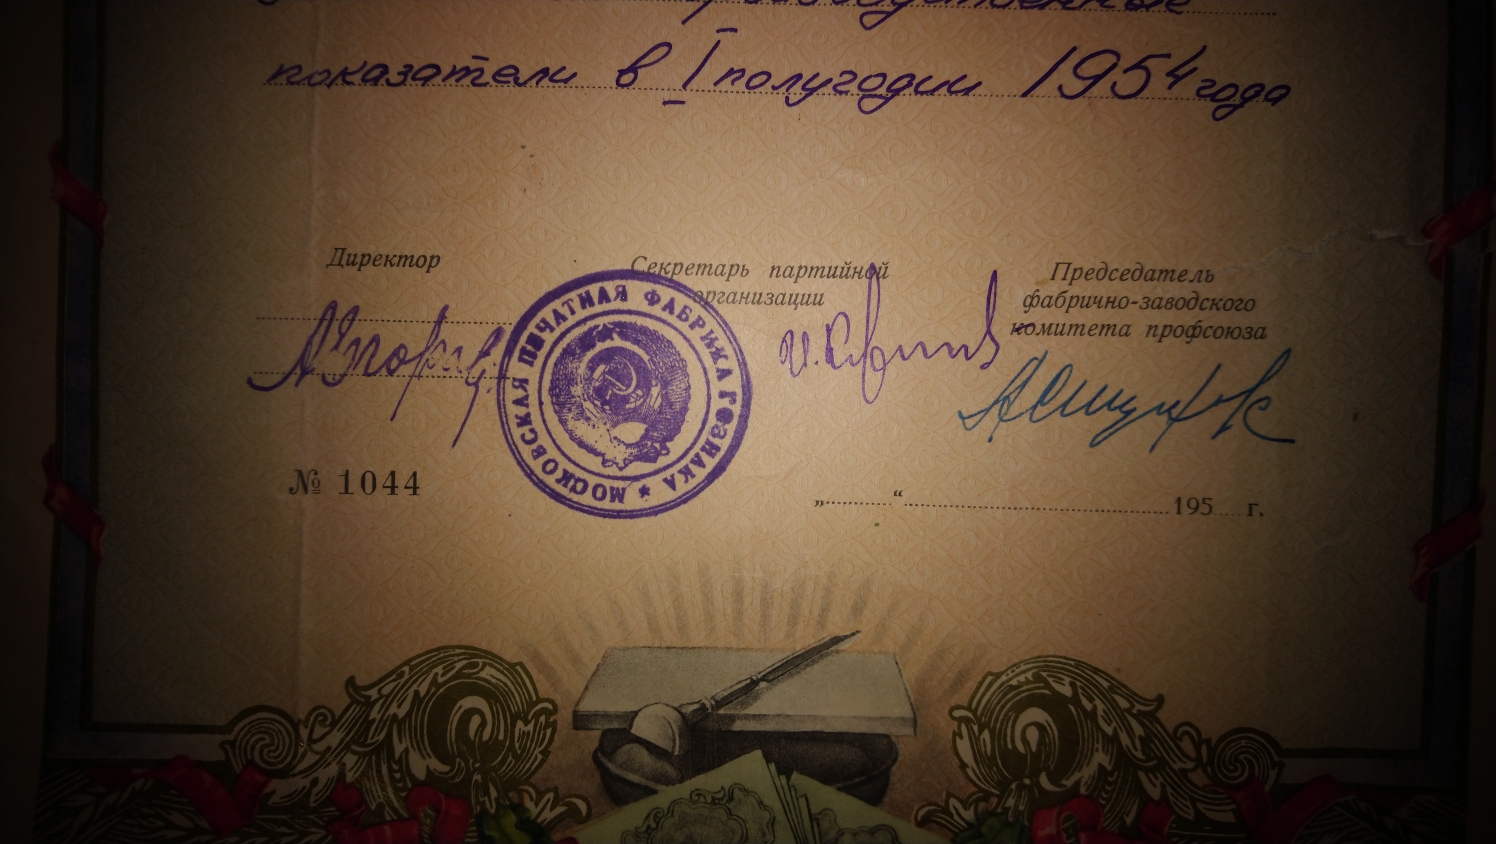 производственные
показатели в I полугодии 1954 года
Директор
Секретарь партийной
организации
Председатель
фабрично-заводского
комитета профсоюза
МОСКОВСКАЯ ПЕЧАТНАЯ ФАБРИКА ГОЗНАКА *
№ 1044
„..........“ .......... 195.... г.